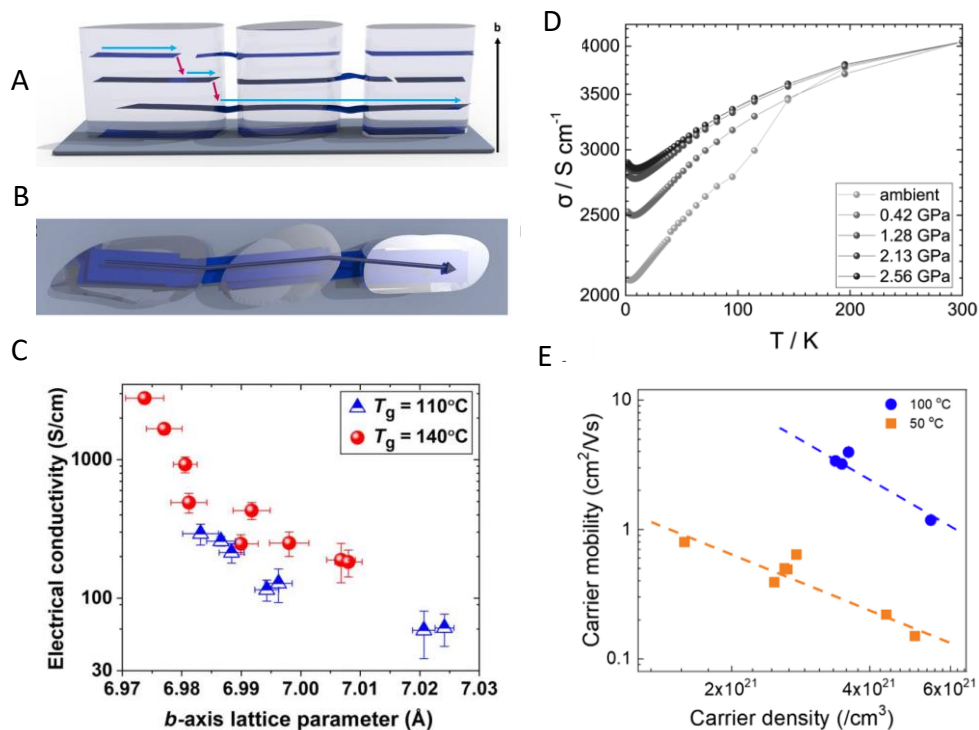 A
b
B
C
Electrical conductivity (S/cm)
1000
100
30
6.97 6.98 6.99 7.00 7.01 7.02 7.03
b-axis lattice parameter (Å)
Tg = 110°C
Tg = 140°C
D
σ / S cm⁻¹
4000
3500
3000
2500
2000
0 100 200 300
T / K
ambient
0.42 GPa
1.28 GPa
2.13 GPa
2.56 GPa
E
Carrier mobility (cm²/Vs)
10
1
0.1
2x10²¹ 4x10²¹ 6x10²¹
Carrier density (/cm³)
100 °C
50 °C